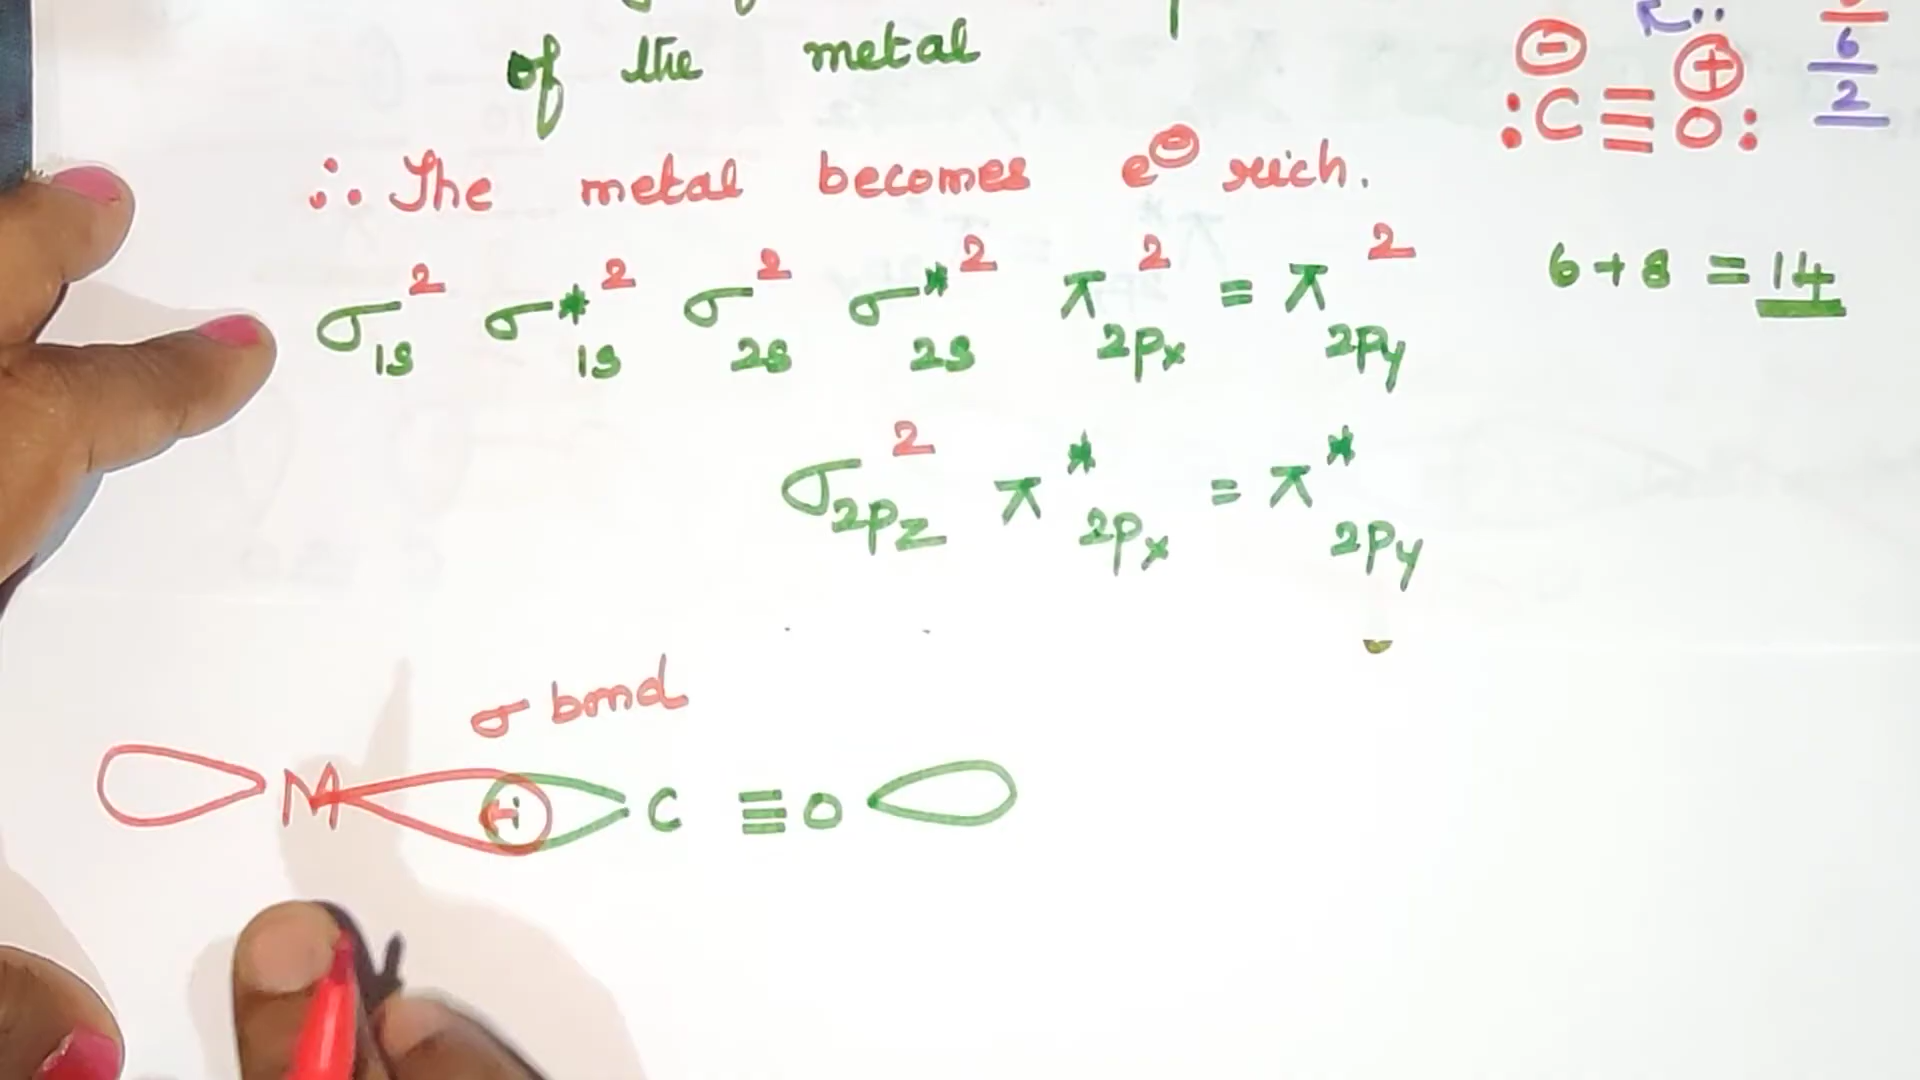 of the metal
⊖ ⊕
:C≡O:
6
2
∴ The metal becomes e⊖ rich.
σ1s² σ*1s² σ2s² σ*2s² π2px² = π2py²
6+8 = 14
σ2pz² π*2px = π*2py
σ bond
M C ≡ O